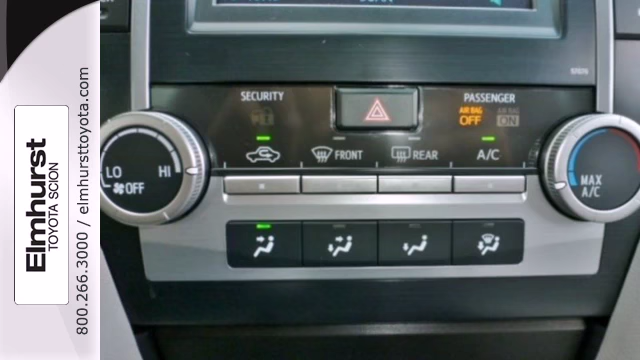 Elmhurst
TOYOTA SCION
800.266.3000 / elmhursttoyota.com
SECURITY
PASSENGER
AIR BAG OFF
AIR BAG ON
LO HI
OFF
FRONT
REAR
A/C
MAX
A/C